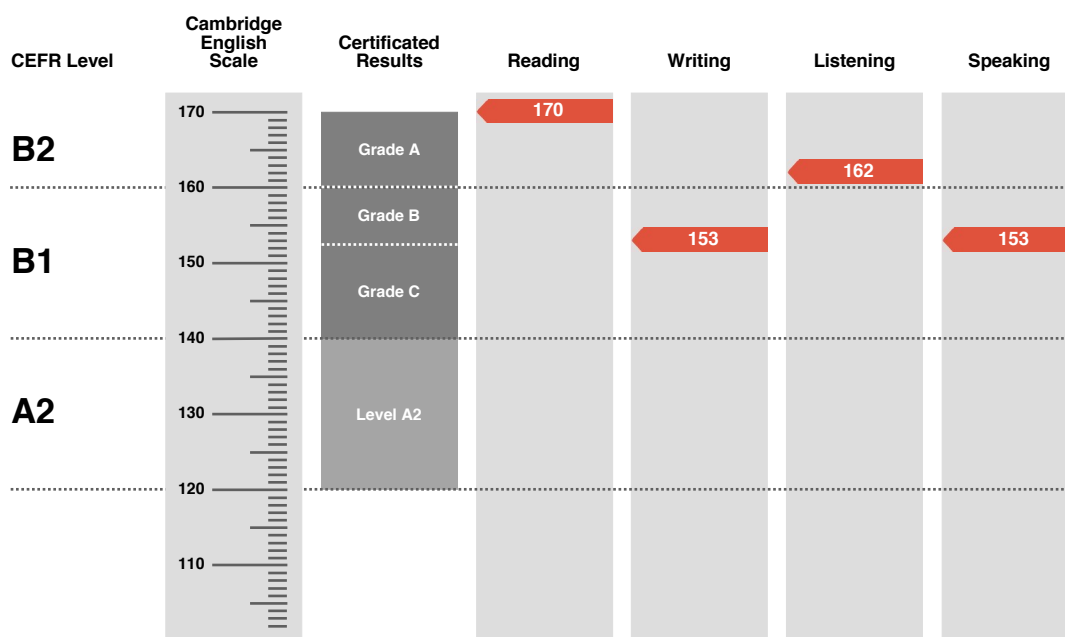 CEFR Level
Cambridge
English
Scale
Certificated
Results
Reading
Writing
Listening
Speaking
170
170
B2
Grade A
162
160
Grade B
153
153
B1
150
Grade C
140
A2
130
Level A2
120
110